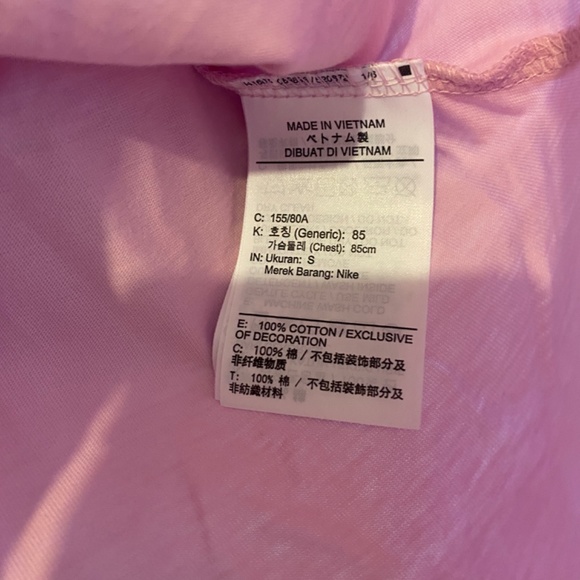 1/6
MADE IN VIETNAM
ベトナム製
DIBUAT DI VIETNAM
C: 155/80A
K: 호칭 (Generic): 85
가슴둘레 (Chest): 85cm
IN: Ukuran: S
Merek Barang: Nike
E: 100% COTTON / EXCLUSIVE
OF DECORATION
C: 100% 棉 / 不包括装饰部分及
非纤维物质
T: 100% 棉 / 不包括裝飾部分及
非紡織材料